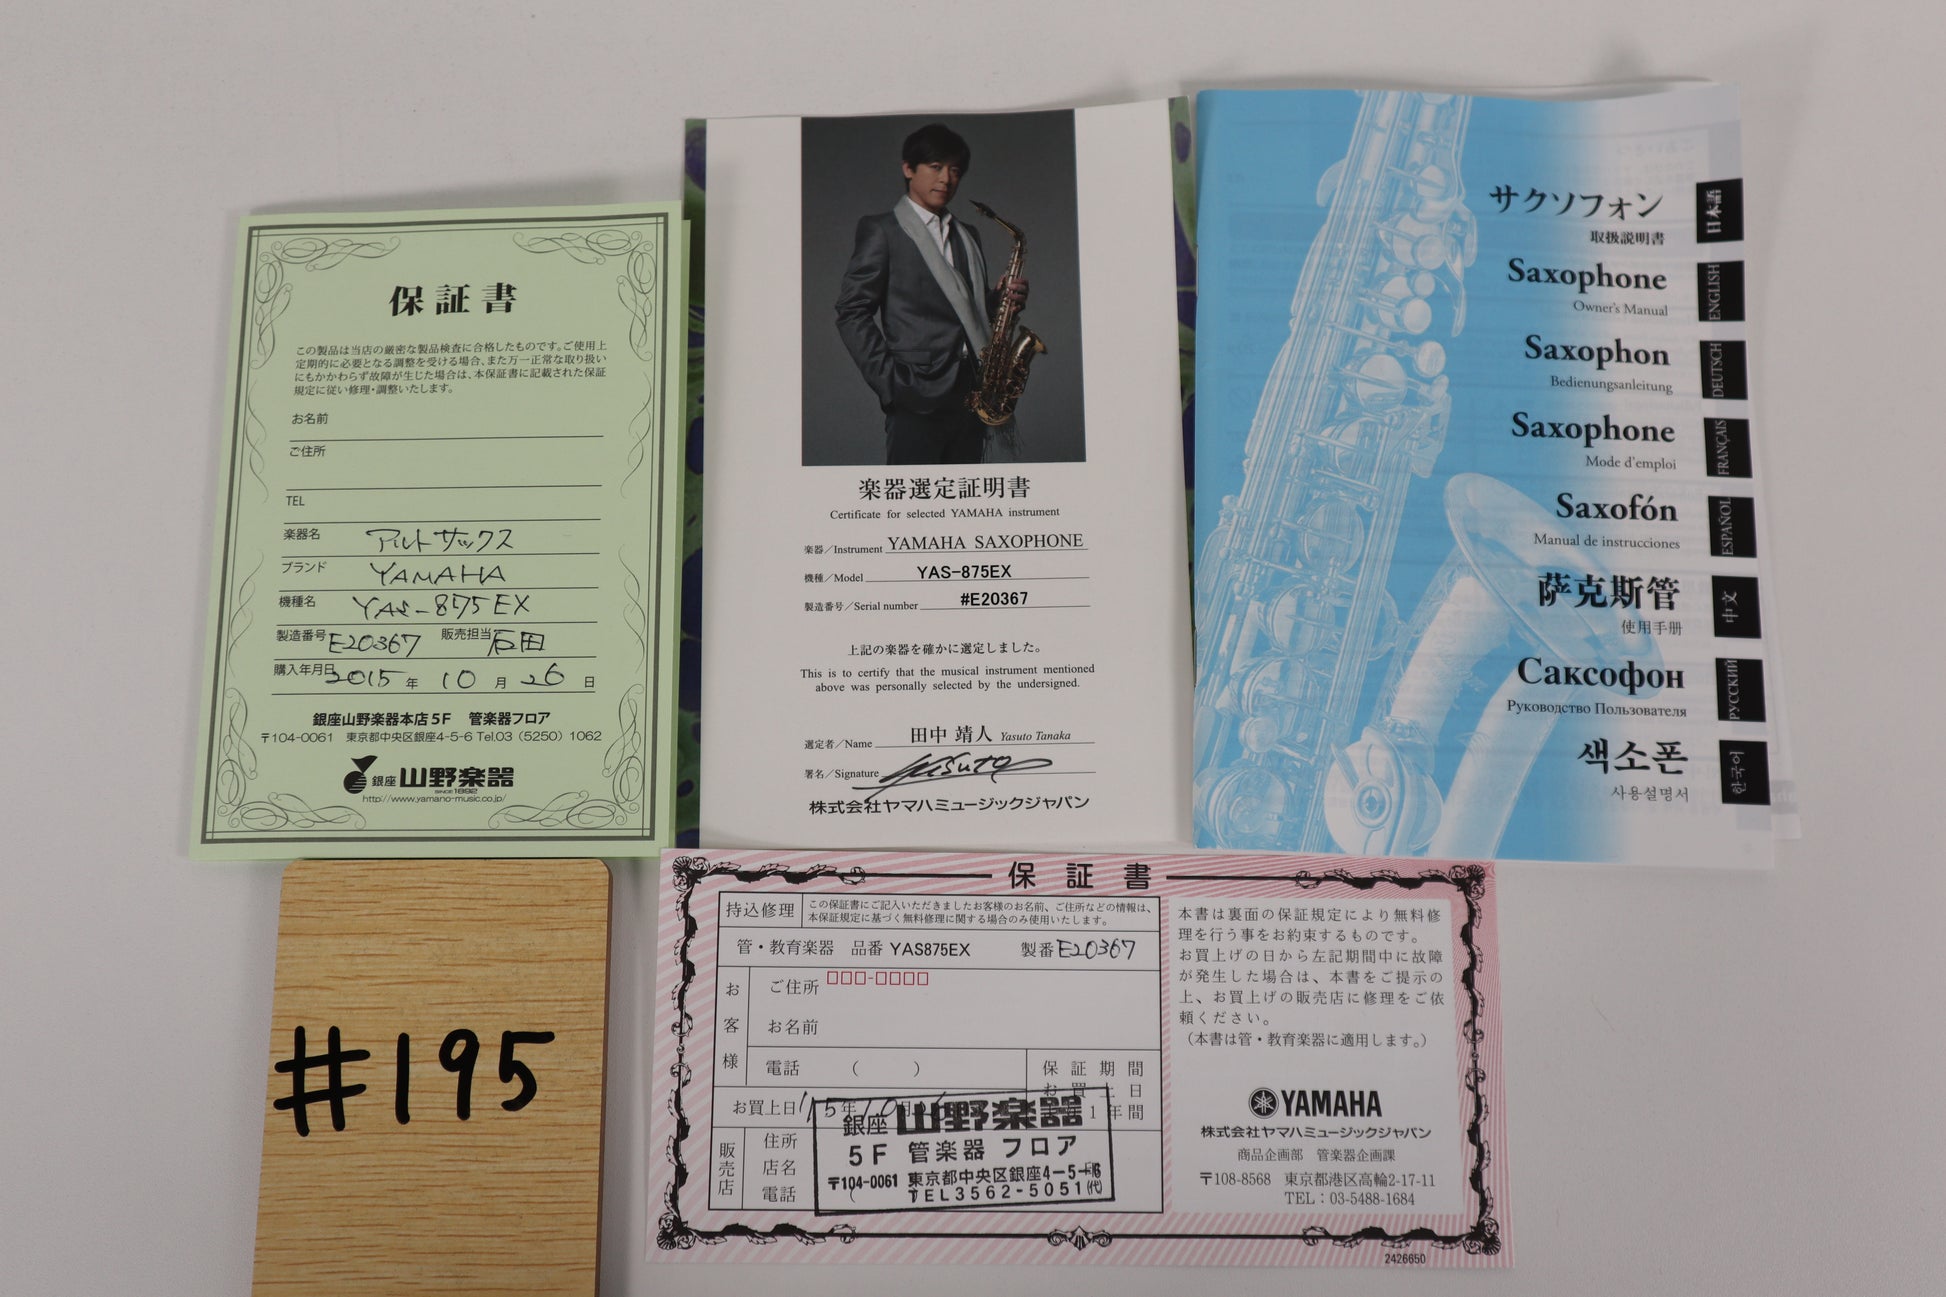 保証書
この製品は当店の厳密な製品検査に合格したものです。ご使用上
定期的に必要となる調整を受ける場合、また万一正常な取り扱い
にもかかわらず故障が生じた場合は、本保証書に記載された保証
規定に従い修理・調整いたします。
お名前
ご住所
TEL
楽器名 アルトサックス
ブランド YAMAHA
機種名 YAS-875EX
製造番号 E20367 販売担当 石田
購入年月日 2015 年 10 月 26 日
銀座山野楽器本店5F 管楽器フロア
〒104-0061 東京都中央区銀座4-5-6 Tel.03(5250)1062
銀座 山野楽器
SINCE 1892
http://www.yamano-music.co.jp/
楽器選定証明書
Certificate for selected YAMAHA instrument
楽器/Instrument YAMAHA SAXOPHONE
機種/Model YAS-875EX
製造番号/Serial number #E20367
上記の楽器を確かに選定しました。
This is to certify that the musical instrument mentioned
above was personally selected by the undersigned.
選定者/Name 田中 靖人 Yasuto Tanaka
署名/Signature
株式会社ヤマハミュージックジャパン
サクソフォン 日本語
取扱説明書
Saxophone ENGLISH
Owner's Manual
Saxophon DEUTSCH
Bedienungsanleitung
Saxophone FRANÇAIS
Mode d'emploi
Saxofón ESPAÑOL
Manual de instrucciones
萨克斯管 中文
使用手册
Саксофон РУССКИЙ
Руководство Пользователя
색소폰 한국어
사용설명서
#195
保証書
持込修理 この保証書にご記入いただきましたお客様のお名前、ご住所などの情報は、
本保証規定に基づく無料修理に関する場合のみ使用いたします。
管・教育楽器 品番 YAS875EX 製番 E20367
お客様
ご住所
お名前
電話 ( )
保証期間
お買上日
1年間
お買上日 '15年10月26
販売店
住所
店名
電話
銀座 山野楽器
5F 管楽器 フロア
〒104-0061 東京都中央区銀座4-5-6
TEL3562-5051(代)
本書は裏面の保証規定により無料修
理を行う事をお約束するものです。
お買上げの日から左記期間中に故障
が発生した場合は、本書をご提示の
上、お買上げの販売店に修理をご依
頼ください。
(本書は管・教育楽器に適用します。)
YAMAHA
株式会社ヤマハミュージックジャパン
商品企画部 管楽器企画課
〒108-8568 東京都港区高輪2-17-11
TEL:03-5488-1684
2426650